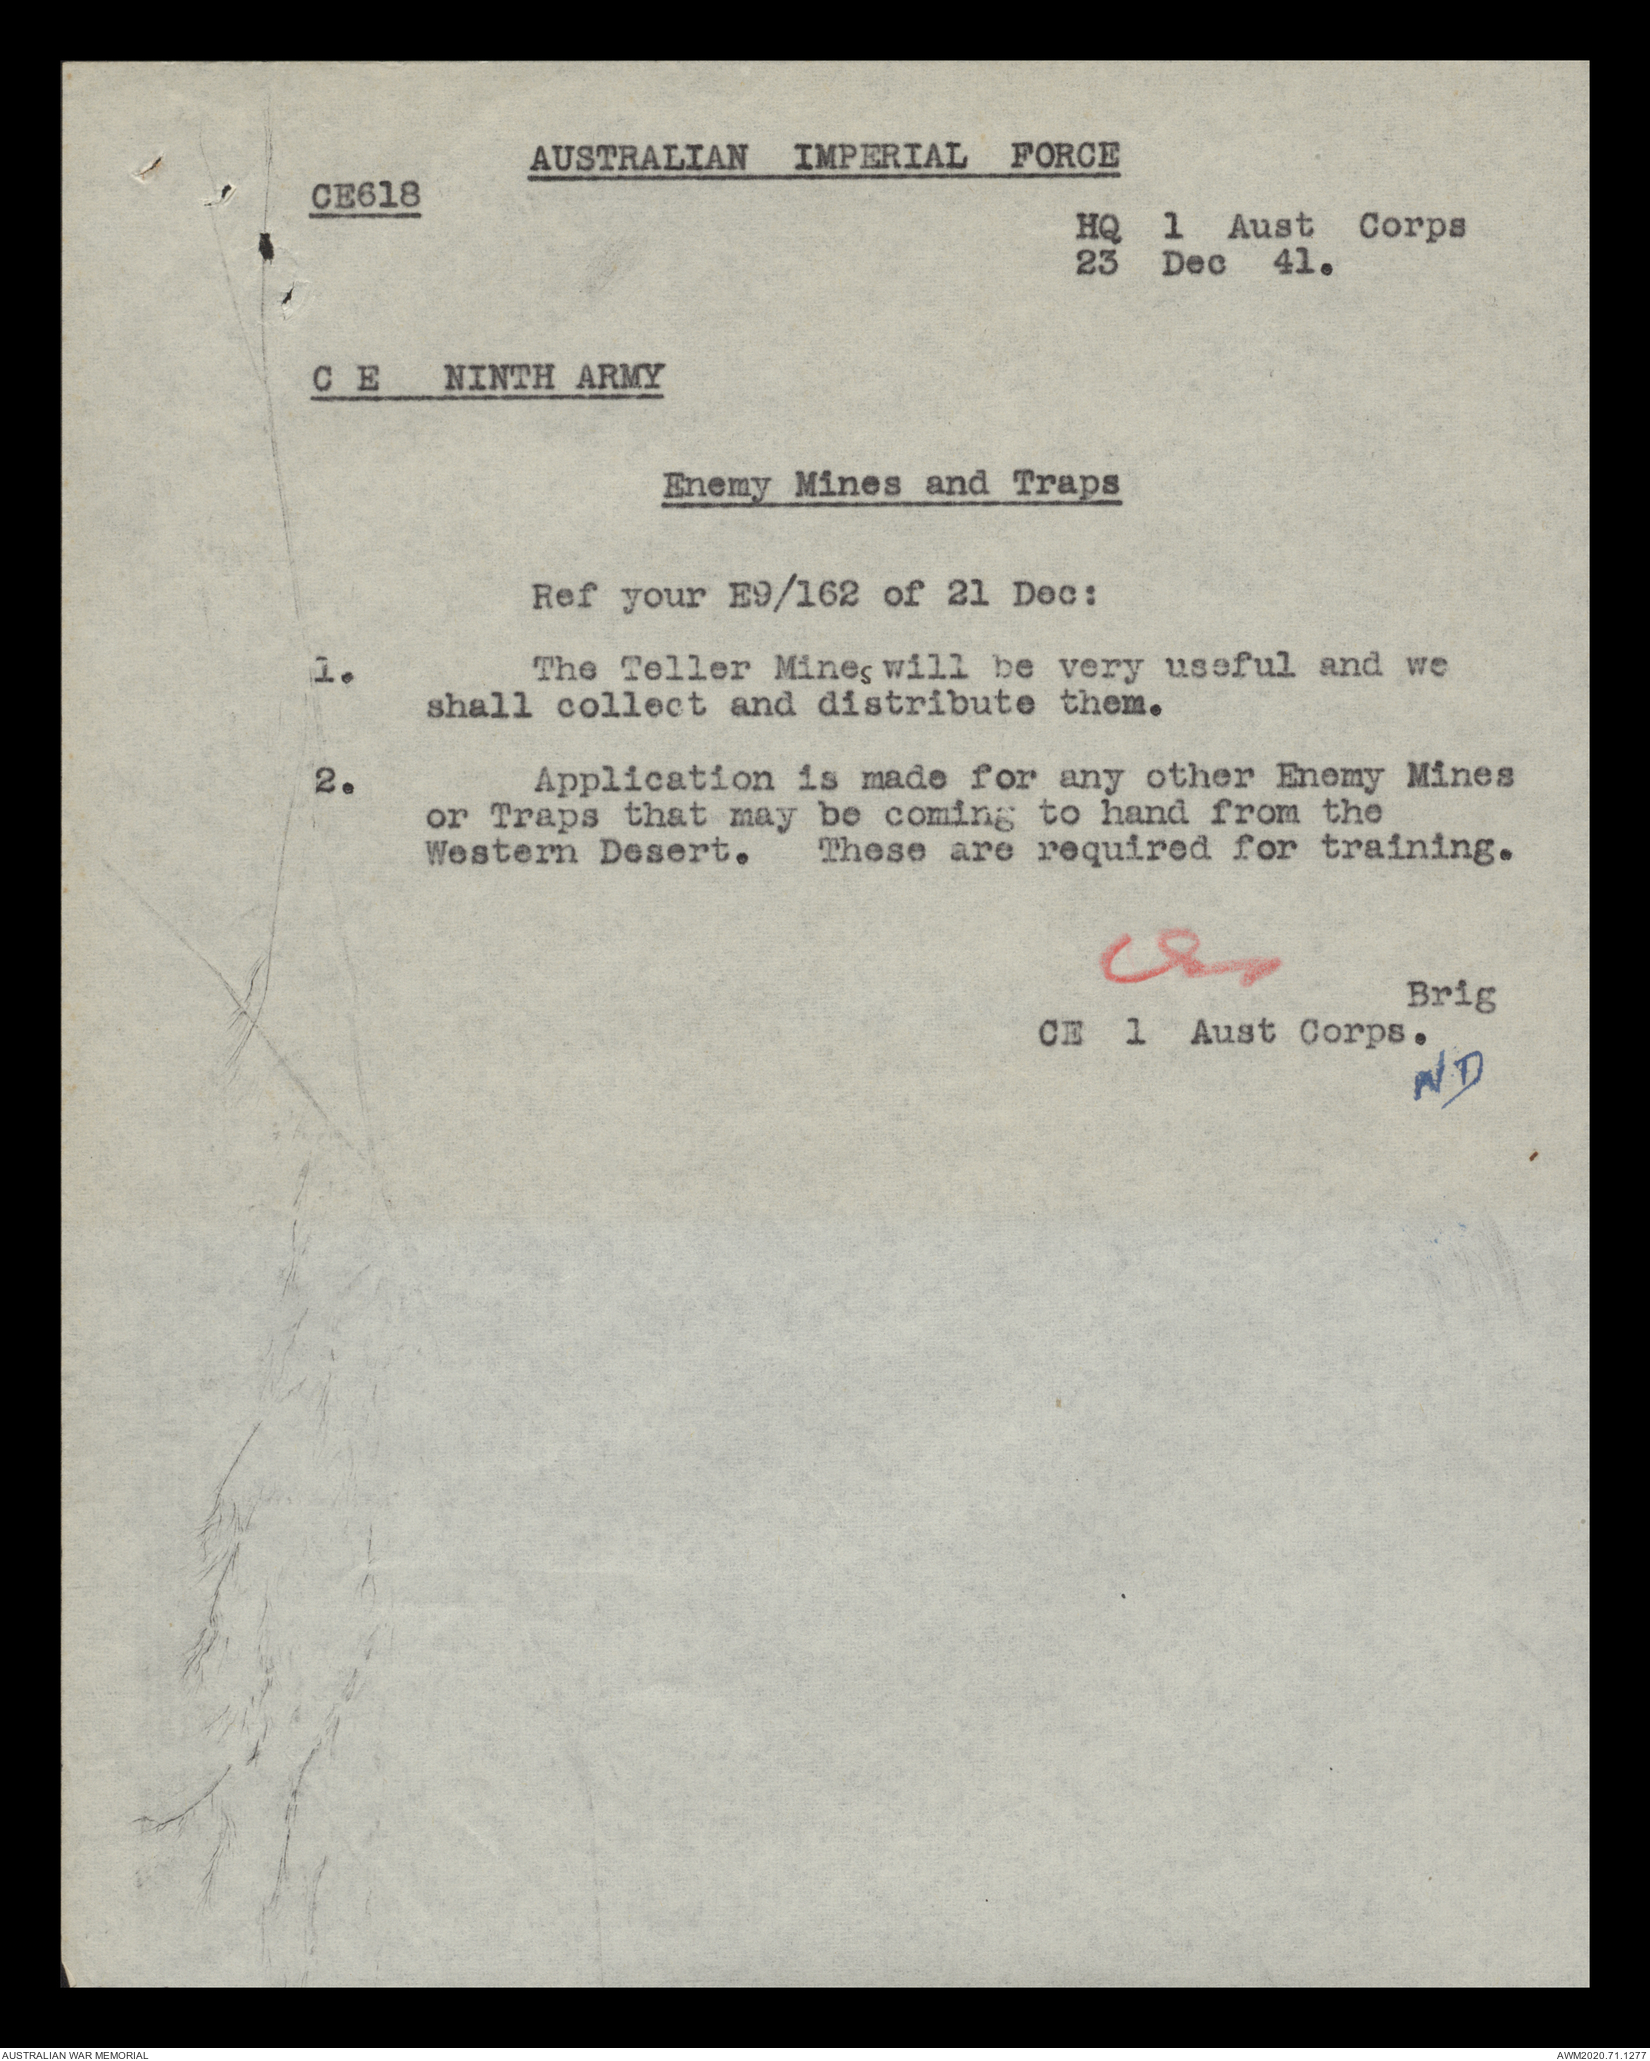 AUSTRALIAN IMPERIAL FORCE
CE618
HQ 1 Aust Corps
23 Dec 41.
C E NINTH ARMY
Enemy Mines and Traps
Ref your E9/162 of 21 Dec:
1. The Teller Mines will be very useful and we
shall collect and distribute them.
2. Application is made for any other Enemy Mines
or Traps that may be coming to hand from the
Western Desert. These are required for training.
Brig
CE 1 Aust Corps.
ND
AUSTRALIAN WAR MEMORIAL
AWM2020.71.1277